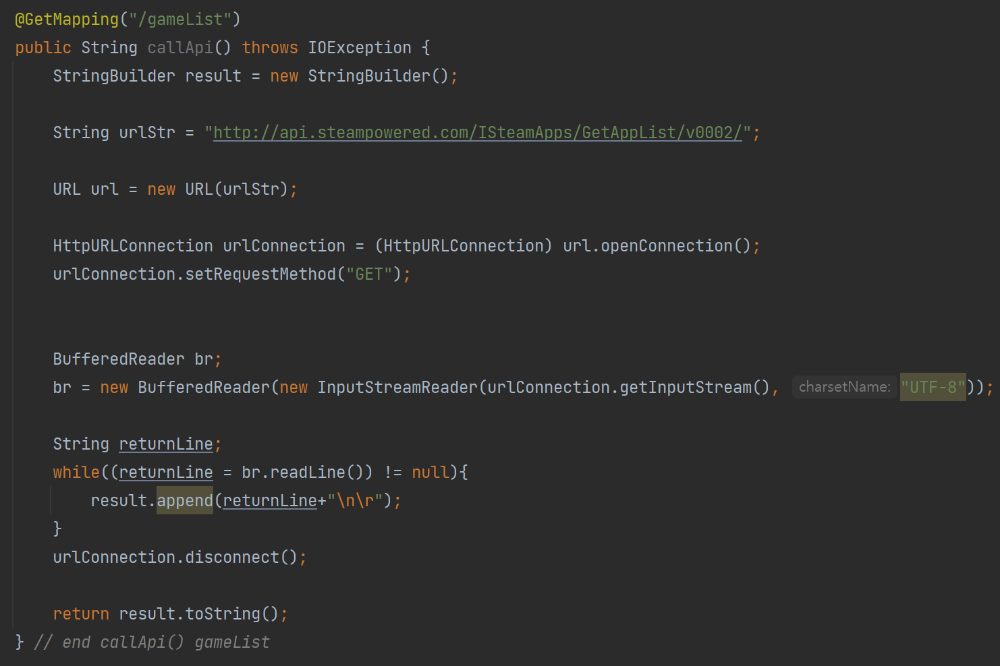 @GetMapping("/gameList")
public String callApi() throws IOException {
    StringBuilder result = new StringBuilder();
    String urlStr = "http://api.steampowered.com/ISteamApps/GetAppList/v0002/";
    URL url = new URL(urlStr);
    HttpURLConnection urlConnection = (HttpURLConnection) url.openConnection();
    urlConnection.setRequestMethod("GET");
    BufferedReader br;
    br = new BufferedReader(new InputStreamReader(urlConnection.getInputStream(), charsetName: "UTF-8"));
    String returnLine;
    while((returnLine = br.readLine()) != null){
        result.append(returnLine+"\n\r");
    }
    urlConnection.disconnect();
    return result.toString();
} // end callApi() gameList